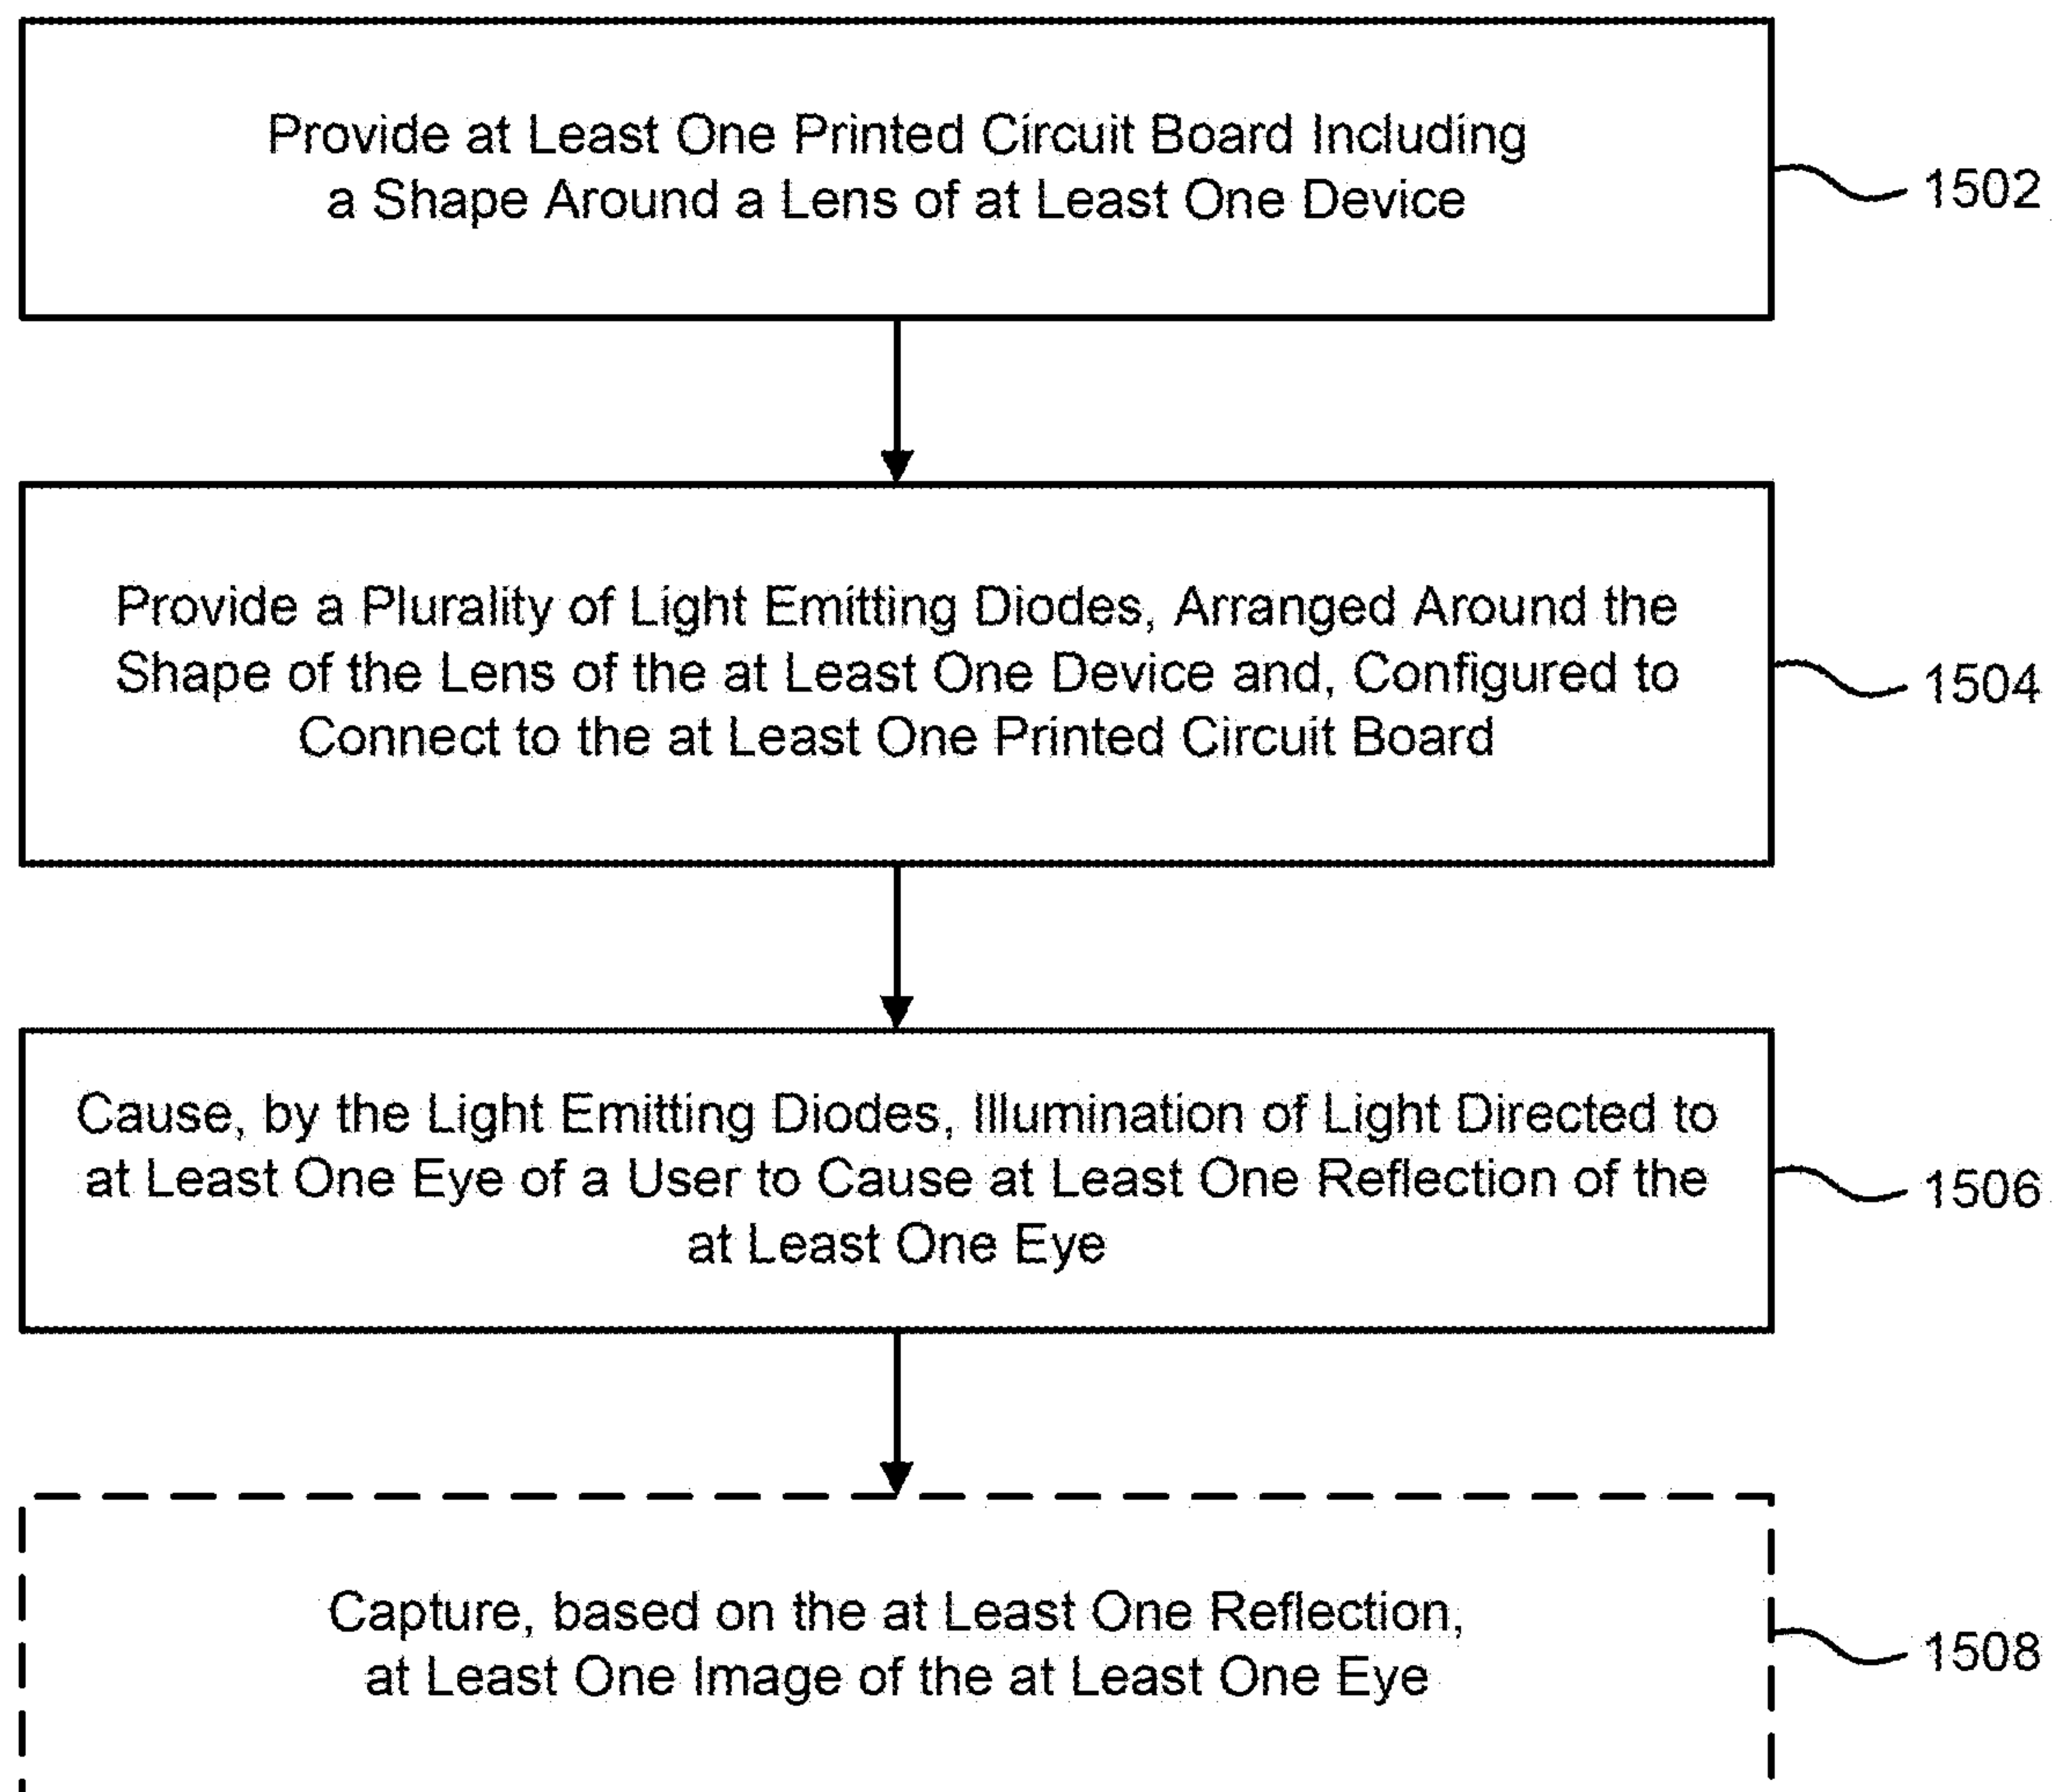 Provide at Least One Printed Circuit Board Including
a Shape Around a Lens of at Least One Device
1502
Provide a Plurality of Light Emitting Diodes, Arranged Around the
Shape of the Lens of the at Least One Device and, Configured to
Connect to the at Least One Printed Circuit Board
1504
Cause, by the Light Emitting Diodes, Illumination of Light Directed to
at Least One Eye of a User to Cause at Least One Reflection of the
at Least One Eye
1506
Capture, based on the at Least One Reflection,
at Least One Image of the at Least One Eye
1508